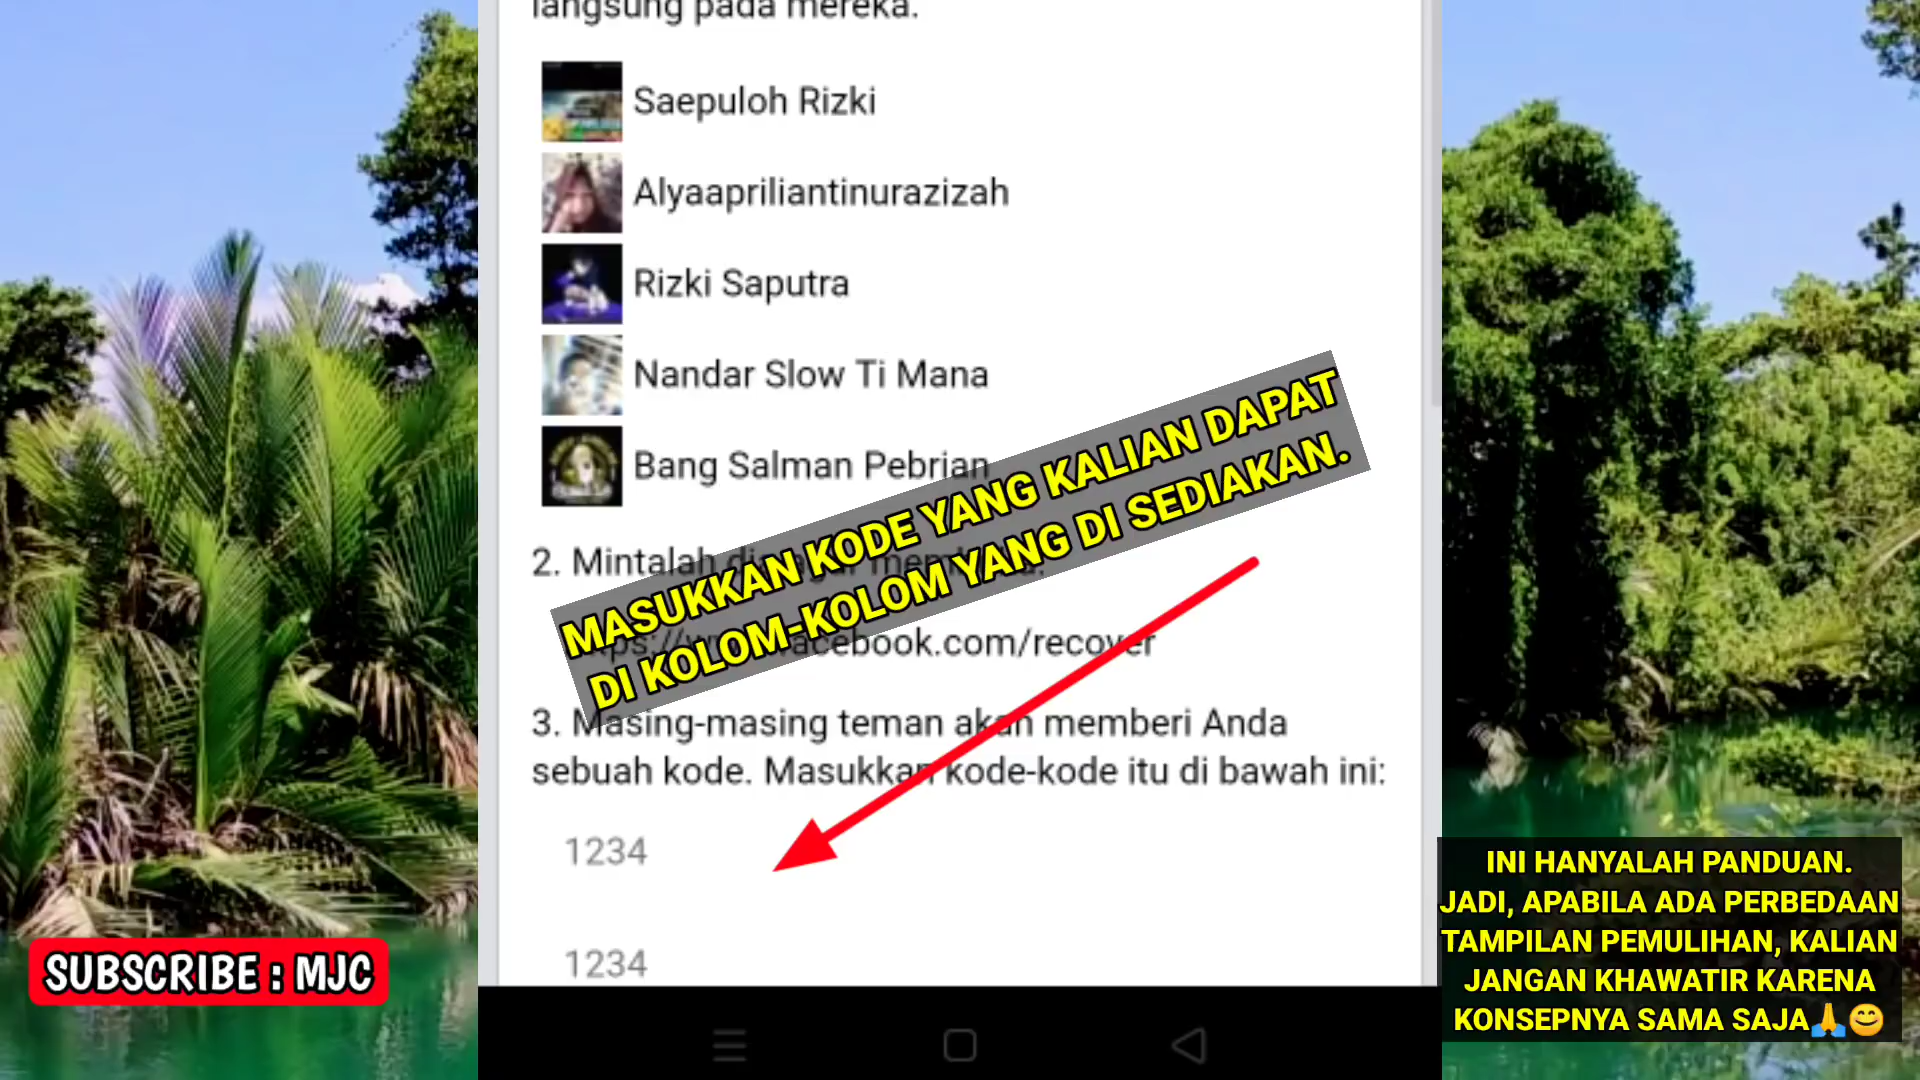 langsung pada mereka.
Saepuloh Rizki
Alyaapriliantinurazizah
Rizki Saputra
Nandar Slow Ti Mana
Bang Salman Pebrian
MASUKKAN KODE YANG KALIAN DAPAT
DI KOLOM-KOLOM YANG DI SEDIAKAN.
2. Mintalah
facebook.com/recover
3. Masing-masing teman akan memberi Anda
sebuah kode. Masukkan kode-kode itu di bawah ini:
1234
1234
SUBSCRIBE : MJC
INI HANYALAH PANDUAN.
JADI, APABILA ADA PERBEDAAN
TAMPILAN PEMULIHAN, KALIAN
JANGAN KHAWATIR KARENA
KONSEPNYA SAMA SAJA🙏😊